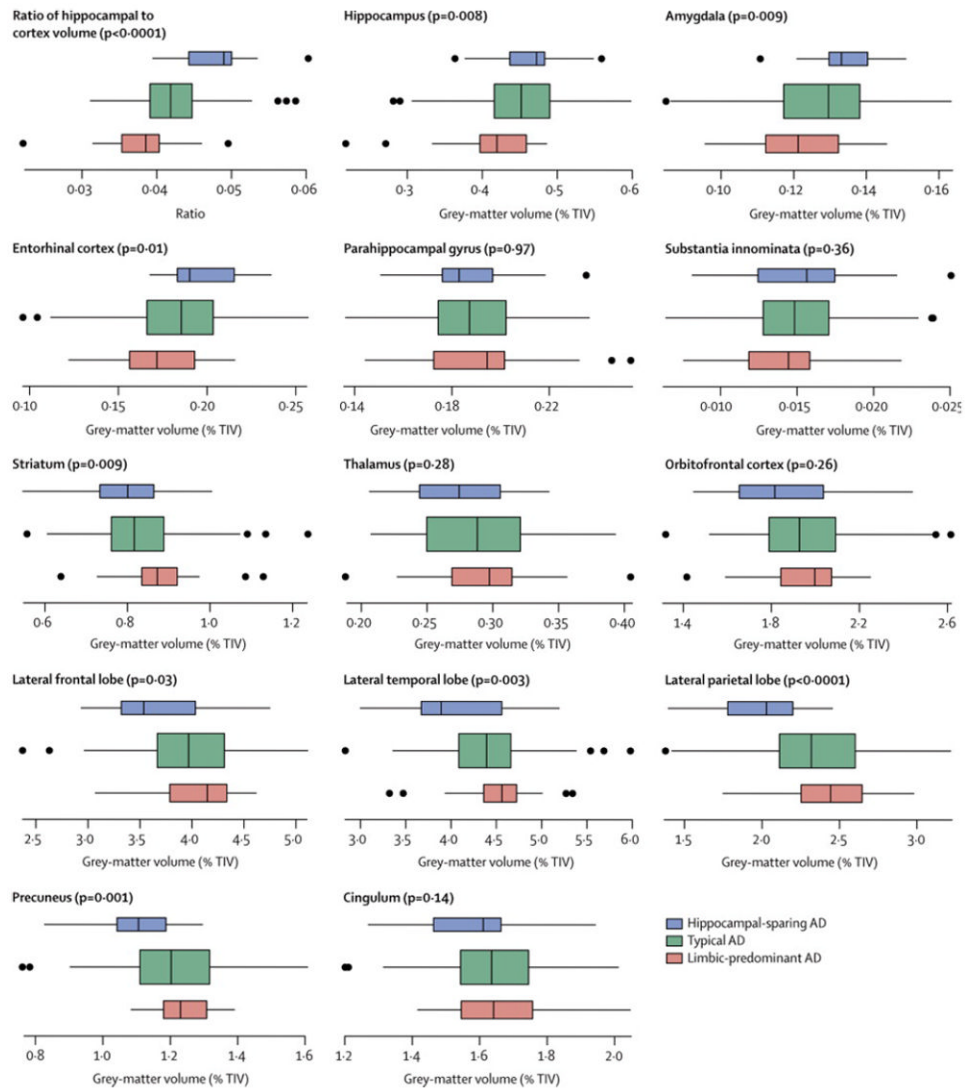 Ratio of hippocampal to
cortex volume (p<0·0001)
0·03 0·04 0·05 0·06
Ratio
Hippocampus (p=0·008)
0·3 0·4 0·5 0·6
Grey-matter volume (% TIV)
Amygdala (p=0·009)
0·10 0·12 0·14 0·16
Grey-matter volume (% TIV)
Entorhinal cortex (p=0·01)
0·10 0·15 0·20 0·25
Grey-matter volume (% TIV)
Parahippocampal gyrus (p=0·97)
0·14 0·18 0·22
Grey-matter volume (% TIV)
Substantia innominata (p=0·36)
0·010 0·015 0·020 0·025
Grey-matter volume (% TIV)
Striatum (p=0·009)
0·6 0·8 1·0 1·2
Grey-matter volume (% TIV)
Thalamus (p=0·28)
0·20 0·25 0·30 0·35 0·40
Grey-matter volume (% TIV)
Orbitofrontal cortex (p=0·26)
1·4 1·8 2·2 2·6
Grey-matter volume (% TIV)
Lateral frontal lobe (p=0·03)
2·5 3·0 3·5 4·0 4·5 5·0
Grey-matter volume (% TIV)
Lateral temporal lobe (p=0·003)
3·0 3·5 4·0 4·5 5·0 5·5 6·0
Grey-matter volume (% TIV)
Lateral parietal lobe (p<0·0001)
1·5 2·0 2·5 3·0
Grey-matter volume (% TIV)
Precuneus (p=0·001)
0·8 1·0 1·2 1·4 1·6
Grey-matter volume (% TIV)
Cingulum (p=0·14)
1·2 1·4 1·6 1·8 2·0
Grey-matter volume (% TIV)
Hippocampal-sparing AD
Typical AD
Limbic-predominant AD